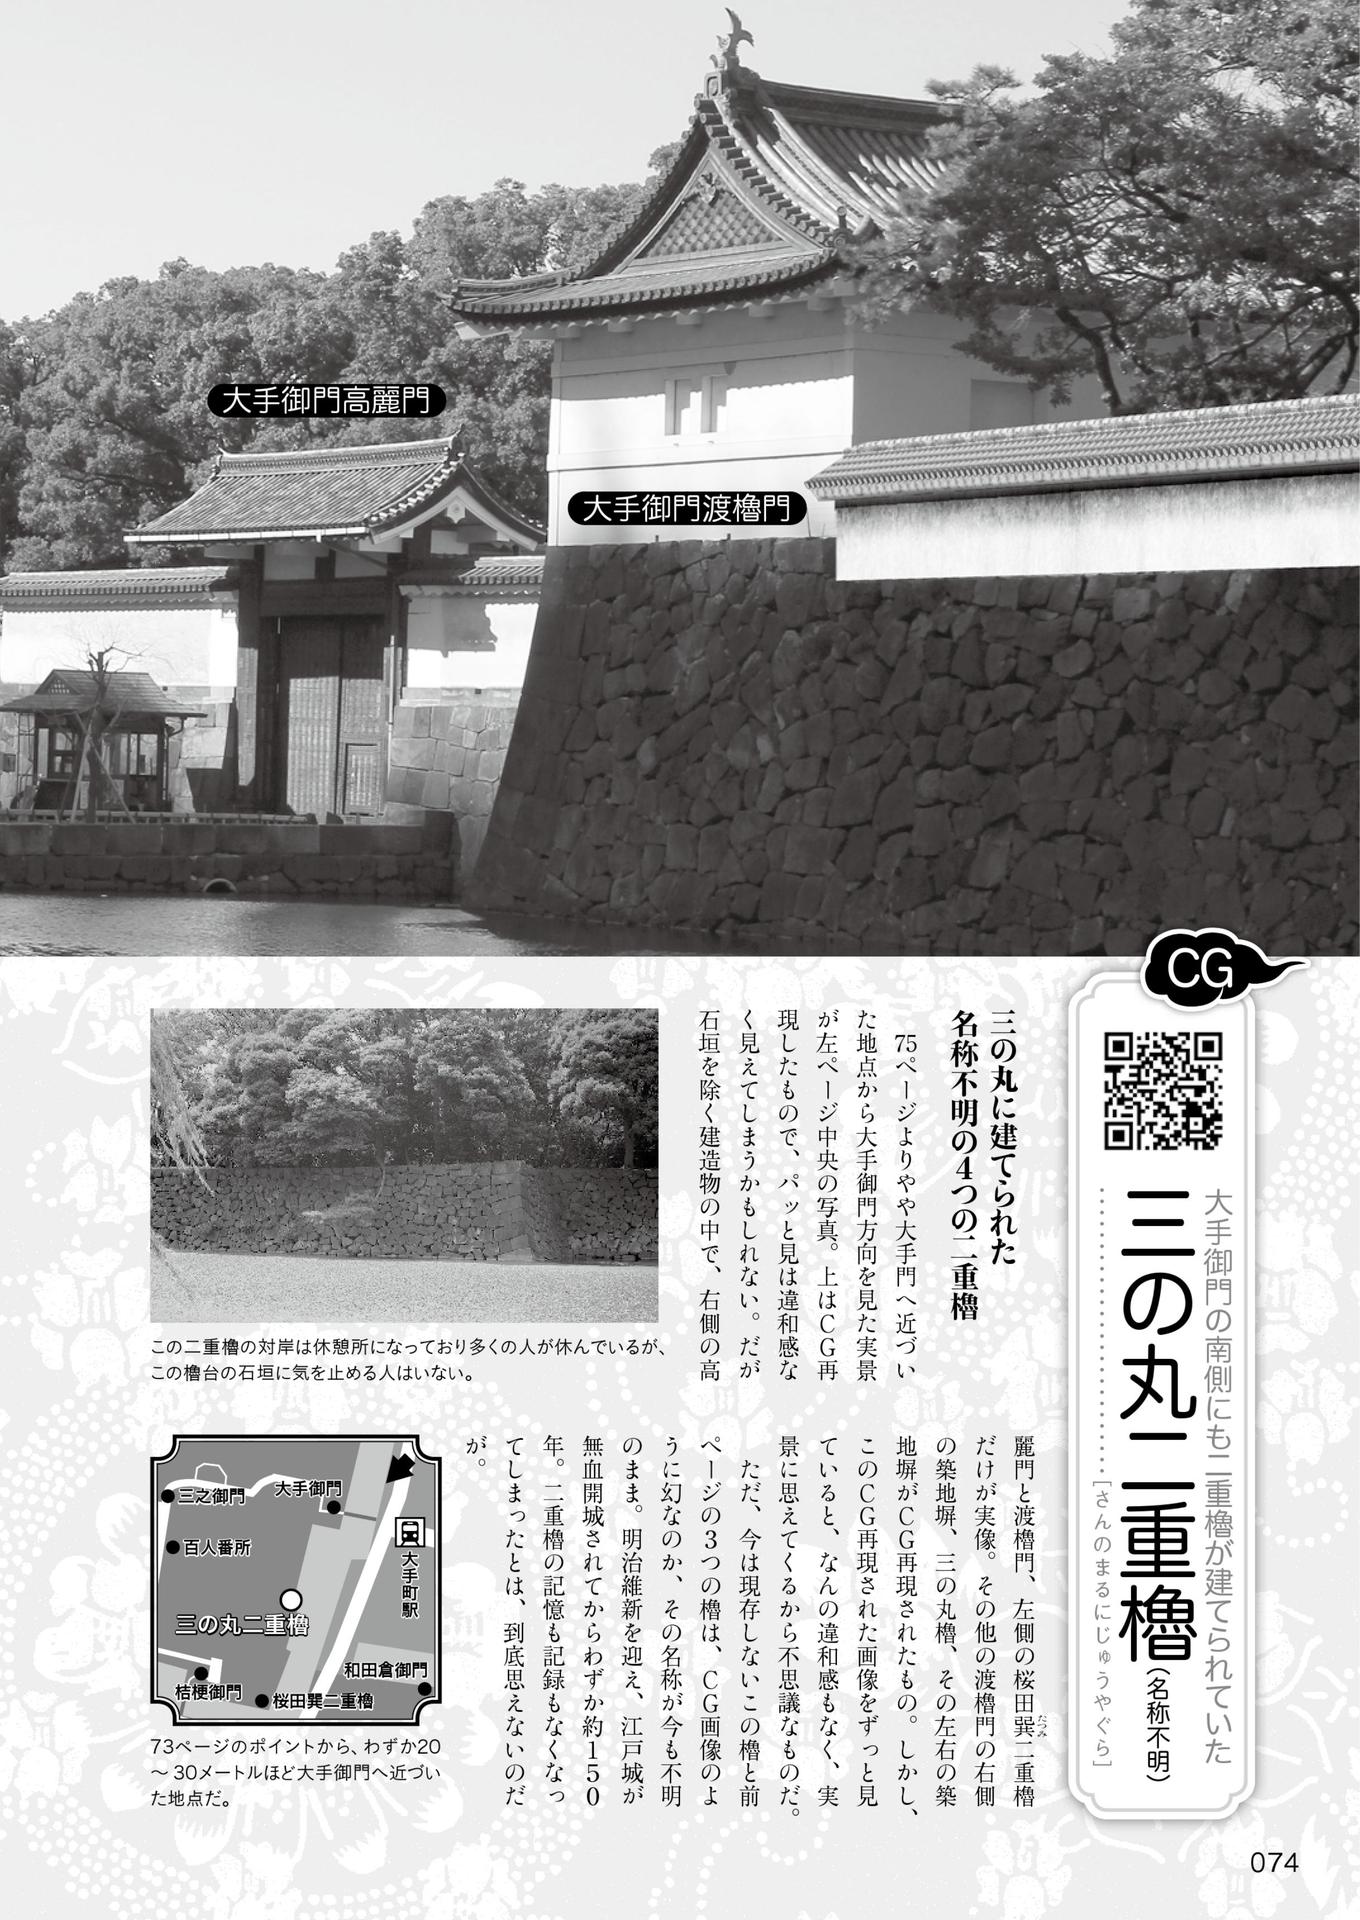 大手御門高麗門
大手御門渡櫓門
CG
大手御門の南側にも二重櫓が建てられていた
三の丸二重櫓(名称不明)
[さんのまるにじゅうやぐら]
三の丸に建てられた
名称不明の4つの二重櫓
75ページよりやや大手門へ近づい
た地点から大手御門方向を見た実景
が左ページ中央の写真。上はCG再
現したもので、パッと見は違和感な
く見えてしまうかもしれない。だが
石垣を除く建造物の中で、右側の高
麗門と渡櫓門、左側の桜田巽二重櫓
たつみ
だけが実像。その他の渡櫓門の右側
の築地塀、三の丸櫓、その左右の築
地塀がCG再現されたもの。しかし、
このCG再現された画像をずっと見
ていると、なんの違和感もなく、実
景に思えてくるから不思議なものだ。
ただ、今は現存しないこの櫓と前
ページの3つの櫓は、CG画像のよ
うに幻なのか、その名称が今も不明
のまま。明治維新を迎え、江戸城が
無血開城されてからわずか約150
年。二重櫓の記憶も記録もなくなっ
てしまったとは、到底思えないのだ
が。
この二重櫓の対岸は休憩所になっており多くの人が休んでいるが、
この櫓台の石垣に気を止める人はいない。
三之御門
大手御門
百人番所
大手町駅
三の丸二重櫓
和田倉御門
桔梗御門
桜田巽二重櫓
73ページのポイントから、わずか20
～30メートルほど大手御門へ近づい
た地点だ。
074